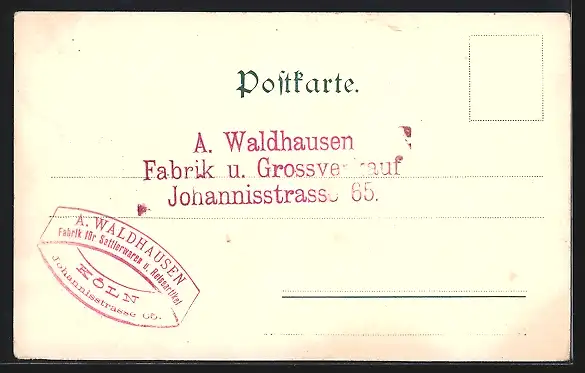 Postkarte.
A. Waldhausen
Fabrik u. Grossverkauf
Johannisstrasse 65.
A. WALDHAUSEN
Fabrik für Sattlerwaren u. Reiseartikel
KÖLN
Johannisstrasse 65.